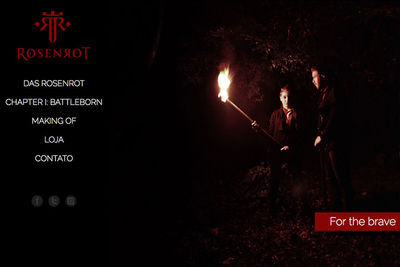 ROSENROT
DAS ROSENROT
CHAPTER I: BATTLEBORN
MAKING OF
LOJA
CONTATO
For the brave